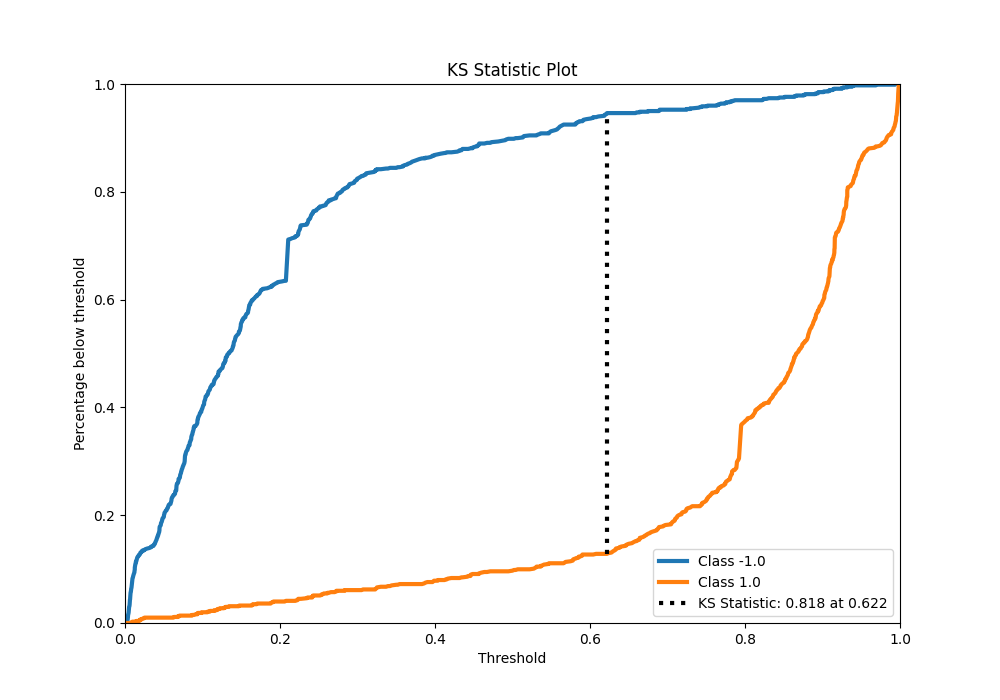 KS Statistic Plot
1.0
0.8
0.6
0.4
0.2
0.0
Percentage below threshold
0.0 0.2 0.4 0.6 0.8 1.0
Threshold
Class -1.0
Class 1.0
KS Statistic: 0.818 at 0.622